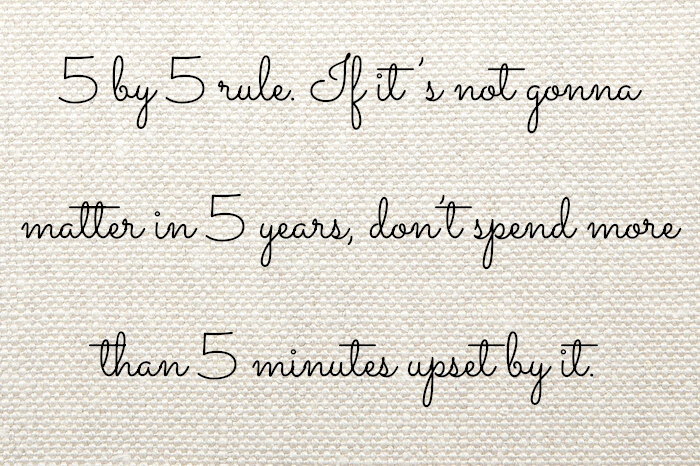 5 by 5 rule. If it's not gonna
matter in 5 years, don't spend more
than 5 minutes upset by it.